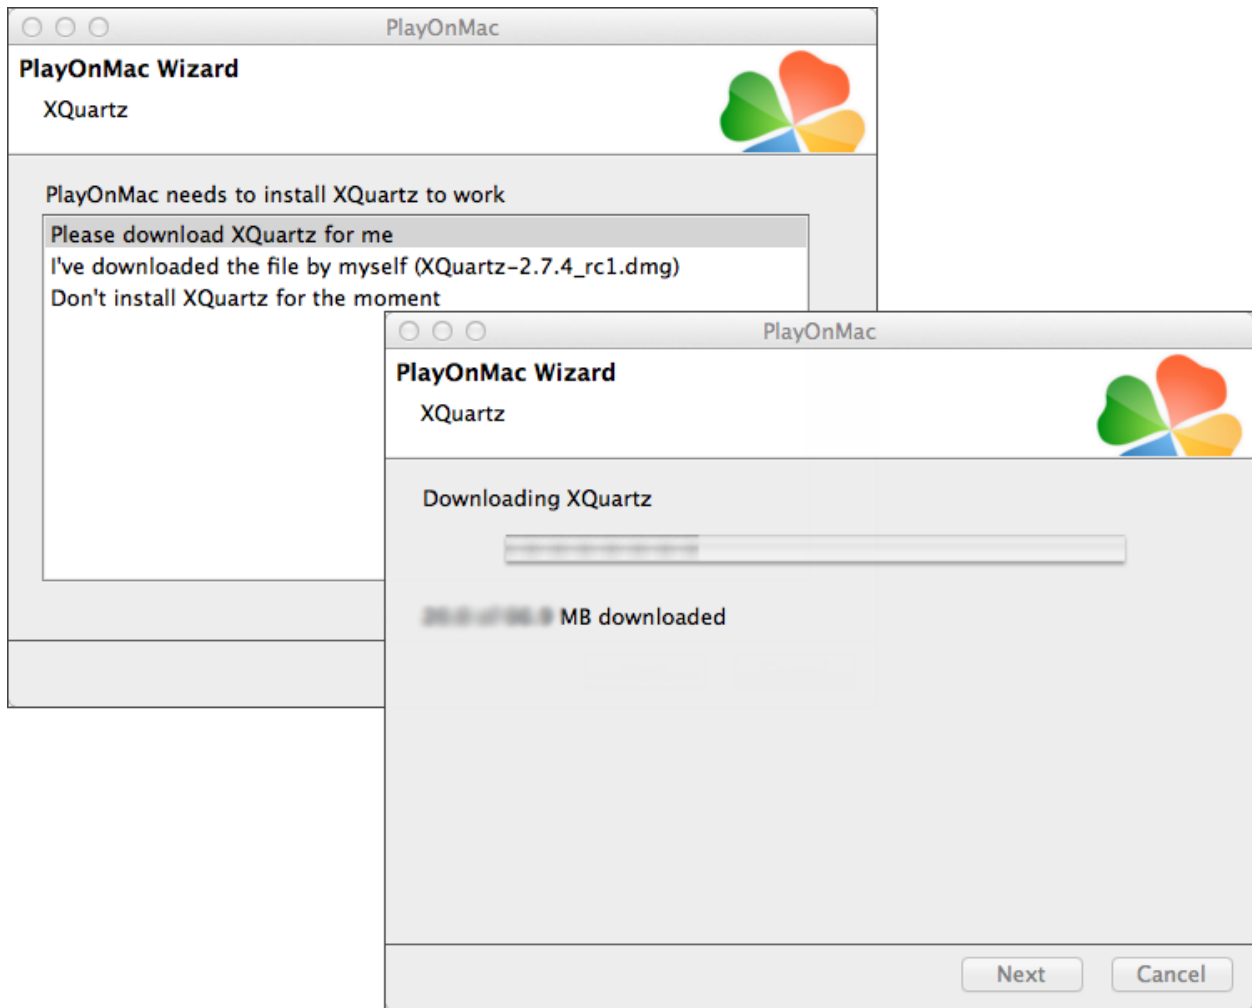 PlayOnMac
PlayOnMac Wizard
XQuartz
PlayOnMac needs to install XQuartz to work
Please download XQuartz for me
I've downloaded the file by myself (XQuartz-2.7.4_rc1.dmg)
Don't install XQuartz for the moment
PlayOnMac
PlayOnMac Wizard
XQuartz
Downloading XQuartz
MB downloaded
Next Cancel